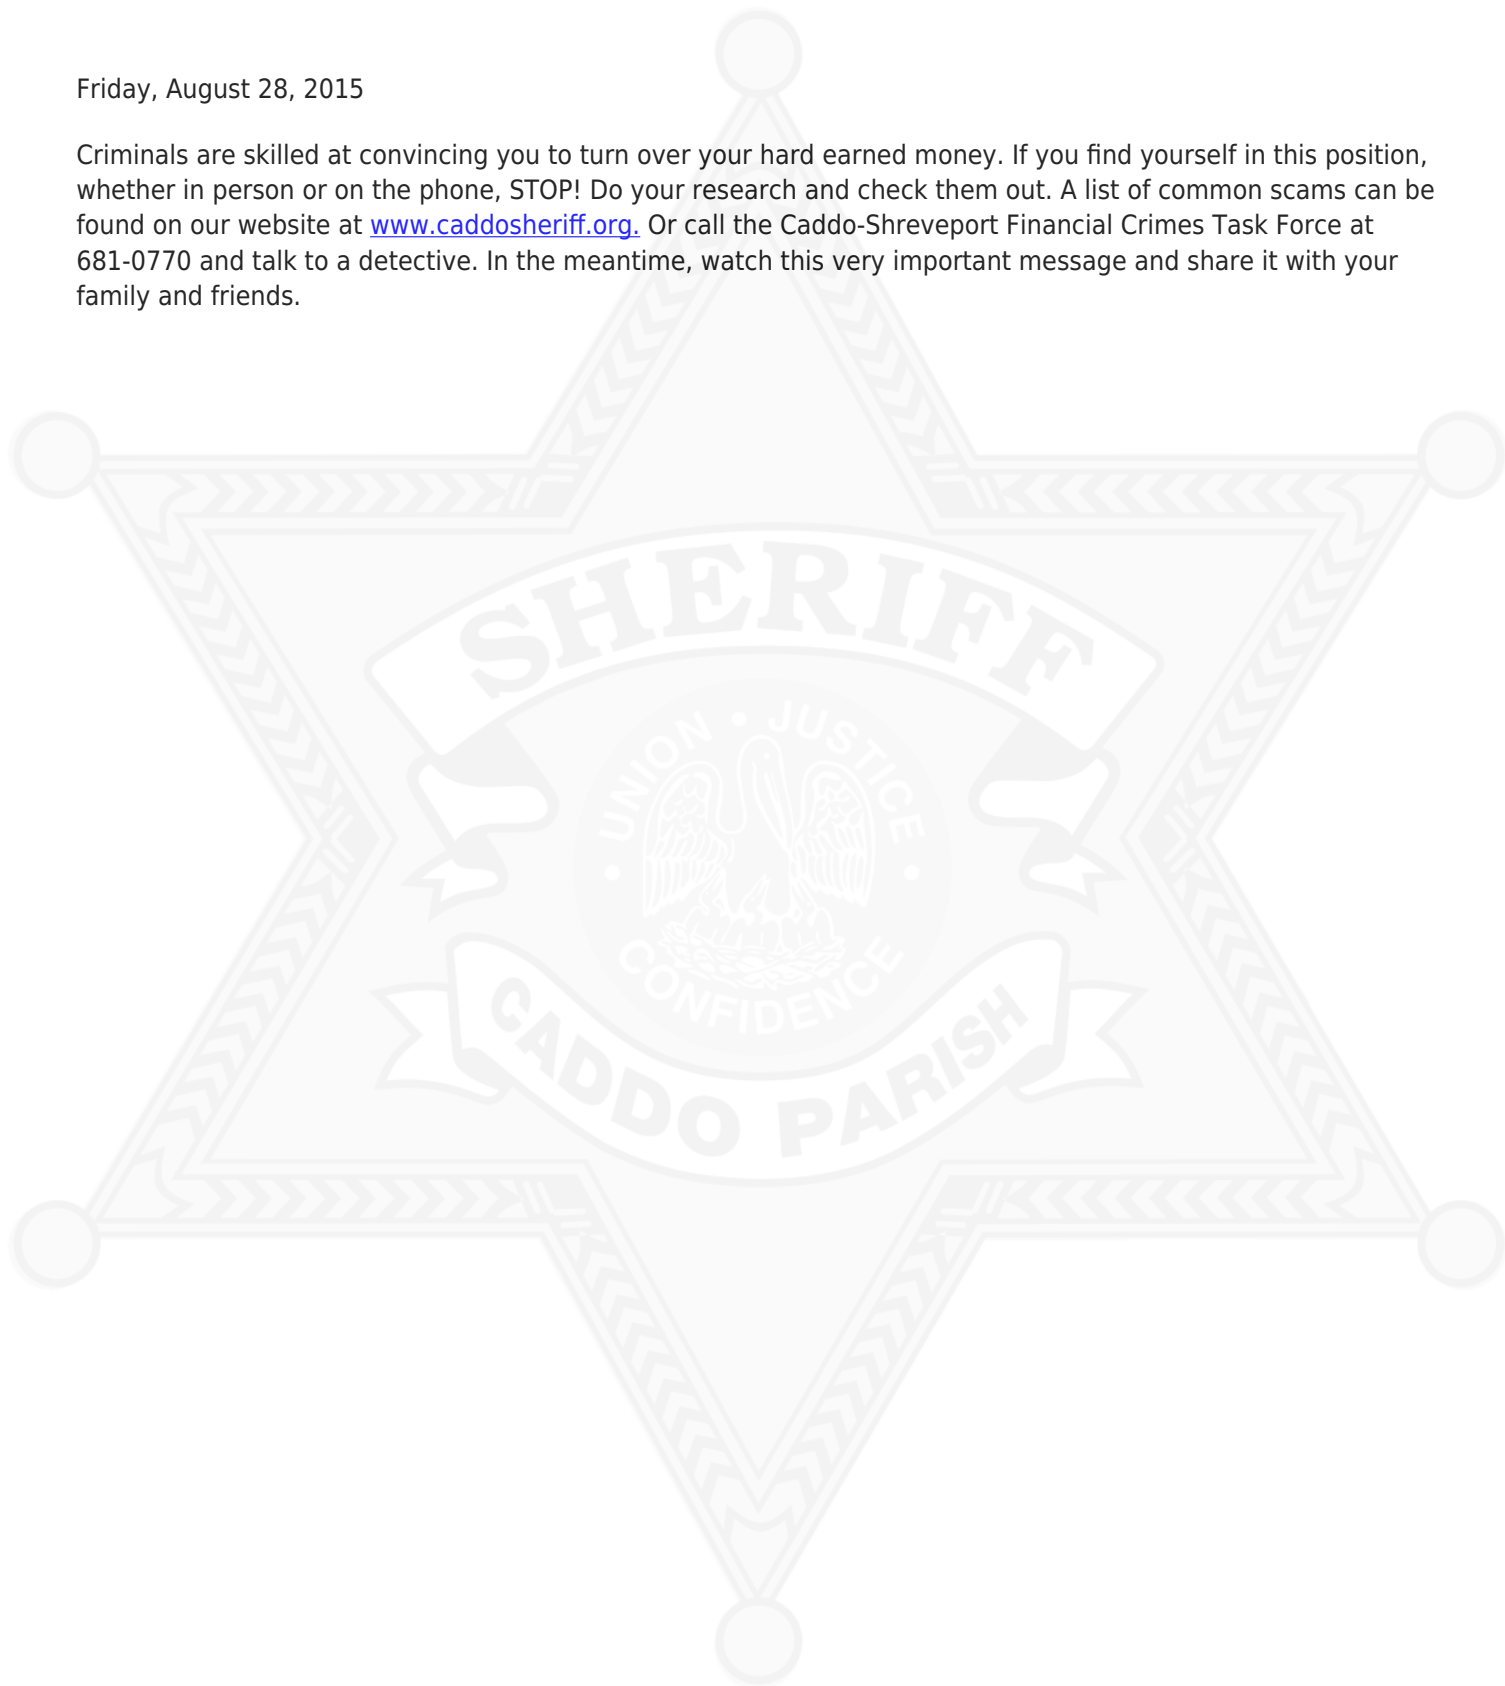 Friday, August 28, 2015
Criminals are skilled at convincing you to turn over your hard earned money. If you find yourself in this position,
whether in person or on the phone, STOP! Do your research and check them out. A list of common scams can be
found on our website at www.caddosheriff.org. Or call the Caddo-Shreveport Financial Crimes Task Force at
681-0770 and talk to a detective. In the meantime, watch this very important message and share it with your
family and friends.
SHERIFF
UNION • JUSTICE
• CONFIDENCE •
CADDO PARISH